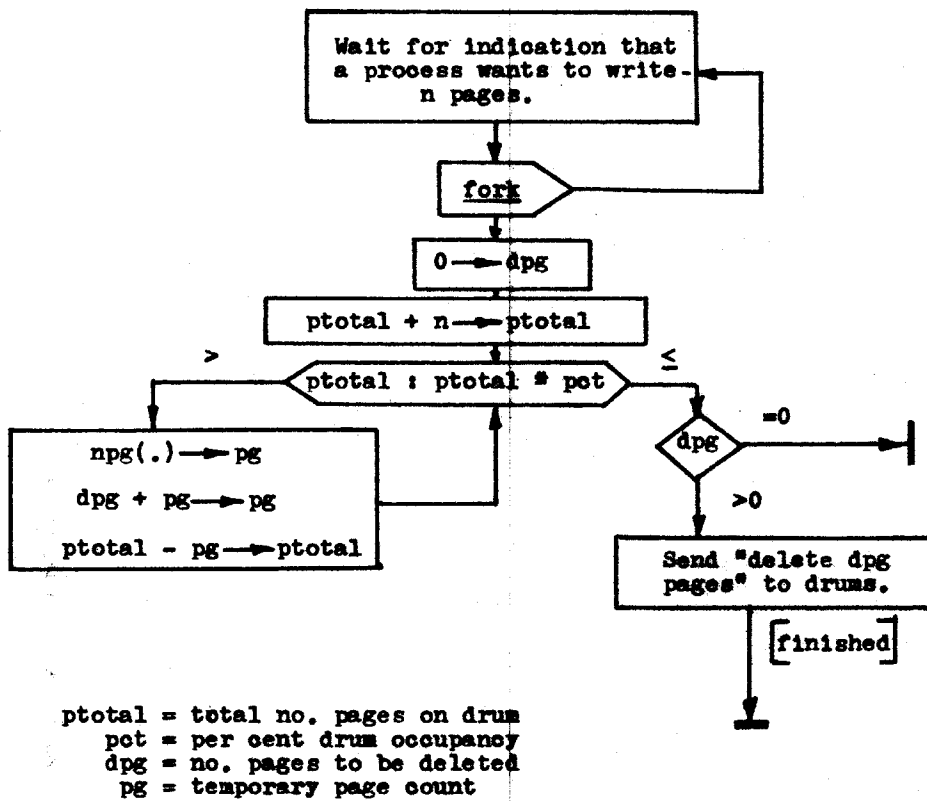 Wait for indication that
a process wants to write
n pages.
fork
0 → dpg
ptotal + n → ptotal
>
ptotal : ptotal * pct
≤
npg(.) → pg
dpg + pg → pg
ptotal - pg → ptotal
dpg
=0
>0
Send "delete dpg
pages" to drums.
[finished]
ptotal = total no. pages on drum
pct = per cent drum occupancy
dpg = no. pages to be deleted
pg = temporary page count